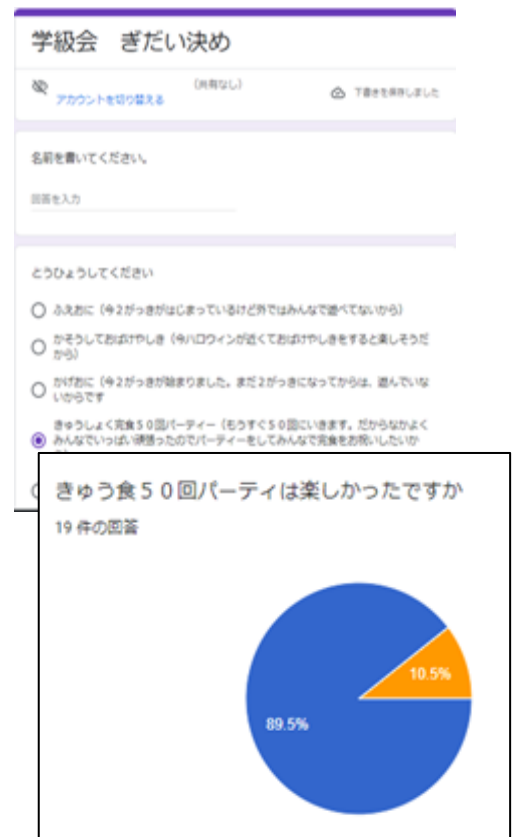 学級会　ぎだい決め
(共有なし)
アカウントを切り替える
下書きを保存しました
名前を書いてください。
回答を入力
とうひょうしてください
ふえおに（今２がっきがはじまっているけど外ではみんなで遊べてないから）
かそうしておばけやしき（今ハロウィンが近くておばけやしきをすると楽しそうだ
から）
かげおに（今２がっきが始まりました。まだ２がっきになってからは、遊んでいな
いからです
きゅうしょく完食５０回パーティー（もうすぐ５０回にいきます。だからなかよく
みんなでいっぱい頑張ったのでパーティーをしてみんなで完食をお祝いしたいか
きゅう食５０回パーティは楽しかったですか
19 件の回答
10.5%
89.5%